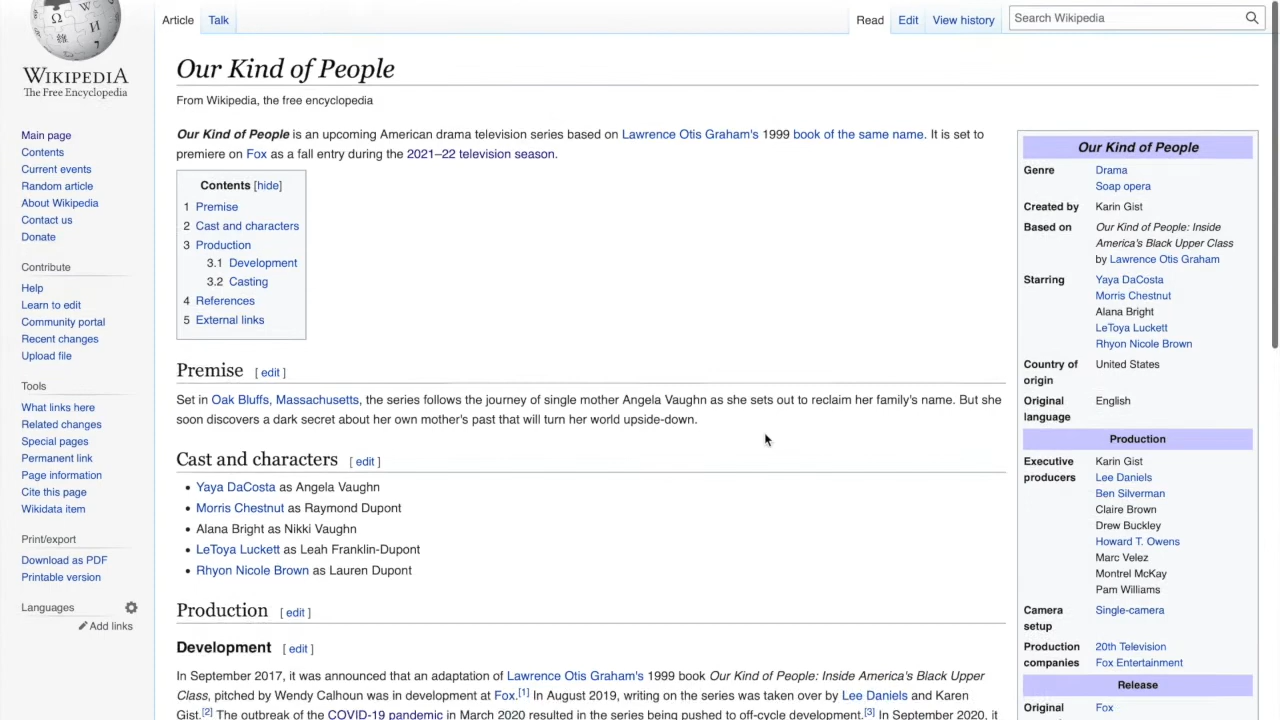 Article
Talk
Read
Edit
View history
Search Wikipedia
Ω
W
И
WIKIPEDIA
The Free Encyclopedia
Main page
Contents
Current events
Random article
About Wikipedia
Contact us
Donate
Contribute
Help
Learn to edit
Community portal
Recent changes
Upload file
Tools
What links here
Related changes
Special pages
Permanent link
Page information
Cite this page
Wikidata item
Print/export
Download as PDF
Printable version
Languages
Add links
Our Kind of People
From Wikipedia, the free encyclopedia
Our Kind of People is an upcoming American drama television series based on Lawrence Otis Graham's 1999 book of the same name. It is set to
premiere on Fox as a fall entry during the 2021–22 television season.
Contents [hide]
1 Premise
2 Cast and characters
3 Production
3.1 Development
3.2 Casting
4 References
5 External links
Premise [ edit ]
Set in Oak Bluffs, Massachusetts, the series follows the journey of single mother Angela Vaughn as she sets out to reclaim her family's name. But she
soon discovers a dark secret about her own mother's past that will turn her world upside-down.
Cast and characters [ edit ]
• Yaya DaCosta as Angela Vaughn
• Morris Chestnut as Raymond Dupont
• Alana Bright as Nikki Vaughn
• LeToya Luckett as Leah Franklin-Dupont
• Rhyon Nicole Brown as Lauren Dupont
Production [ edit ]
Development [ edit ]
In September 2017, it was announced that an adaptation of Lawrence Otis Graham's 1999 book Our Kind of People: Inside America's Black Upper
Class, pitched by Wendy Calhoun was in development at Fox.[1] In August 2019, writing on the series was taken over by Lee Daniels and Karen
Gist.[2] The outbreak of the COVID-19 pandemic in March 2020 resulted in the series being pushed to off-cycle development.[3] In September 2020, it
Our Kind of People
Genre Drama
Soap opera
Created by Karin Gist
Based on Our Kind of People: Inside
America's Black Upper Class
by Lawrence Otis Graham
Starring Yaya DaCosta
Morris Chestnut
Alana Bright
LeToya Luckett
Rhyon Nicole Brown
Country of United States
origin
Original English
language
Production
Executive Karin Gist
producers Lee Daniels
Ben Silverman
Claire Brown
Drew Buckley
Howard T. Owens
Marc Velez
Montrel McKay
Pam Williams
Camera Single-camera
setup
Production 20th Television
companies Fox Entertainment
Release
Original Fox